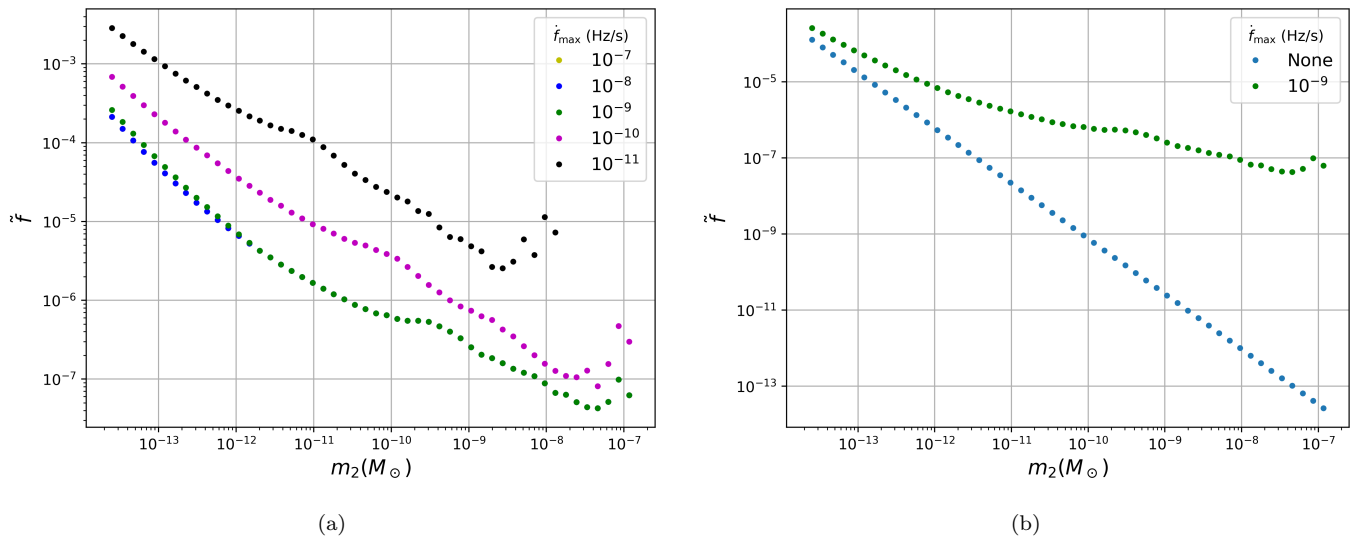 ḟmax (Hz/s)
10⁻⁷
10⁻⁸
10⁻⁹
10⁻¹⁰
10⁻¹¹
10⁻³
10⁻⁴
10⁻⁵
10⁻⁶
10⁻⁷
f̃
10⁻¹³ 10⁻¹² 10⁻¹¹ 10⁻¹⁰ 10⁻⁹ 10⁻⁸ 10⁻⁷
m₂(M⊙)
(a)
ḟmax (Hz/s)
None
10⁻⁹
10⁻⁵
10⁻⁷
10⁻⁹
10⁻¹¹
10⁻¹³
f̃
10⁻¹³ 10⁻¹² 10⁻¹¹ 10⁻¹⁰ 10⁻⁹ 10⁻⁸ 10⁻⁷
m₂(M⊙)
(b)